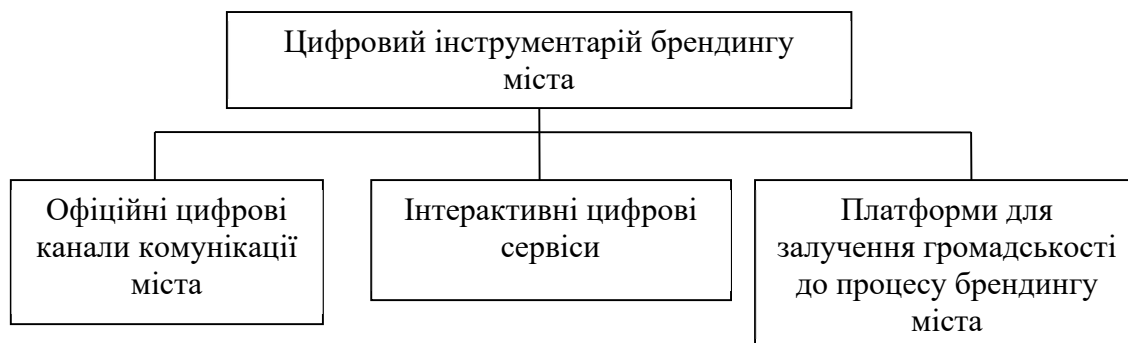 Цифровий інструментарій брендингу
міста
Офіційні цифрові
канали комунікації
міста
Інтерактивні цифрові
сервіси
Платформи для
залучення громадськості
до процесу брендингу
міста